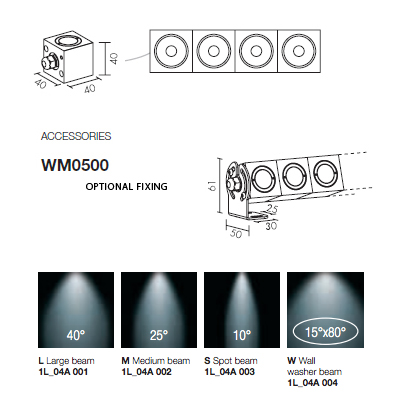 40
40
40
ACCESSORIES
WM0500
OPTIONAL FIXING
61
25
30
50
40°
25°
10°
15°x80°
L Large beam
1L_04A 001
M Medium beam
1L_04A 002
S Spot beam
1L_04A 003
W Wall
washer beam
1L_04A 004